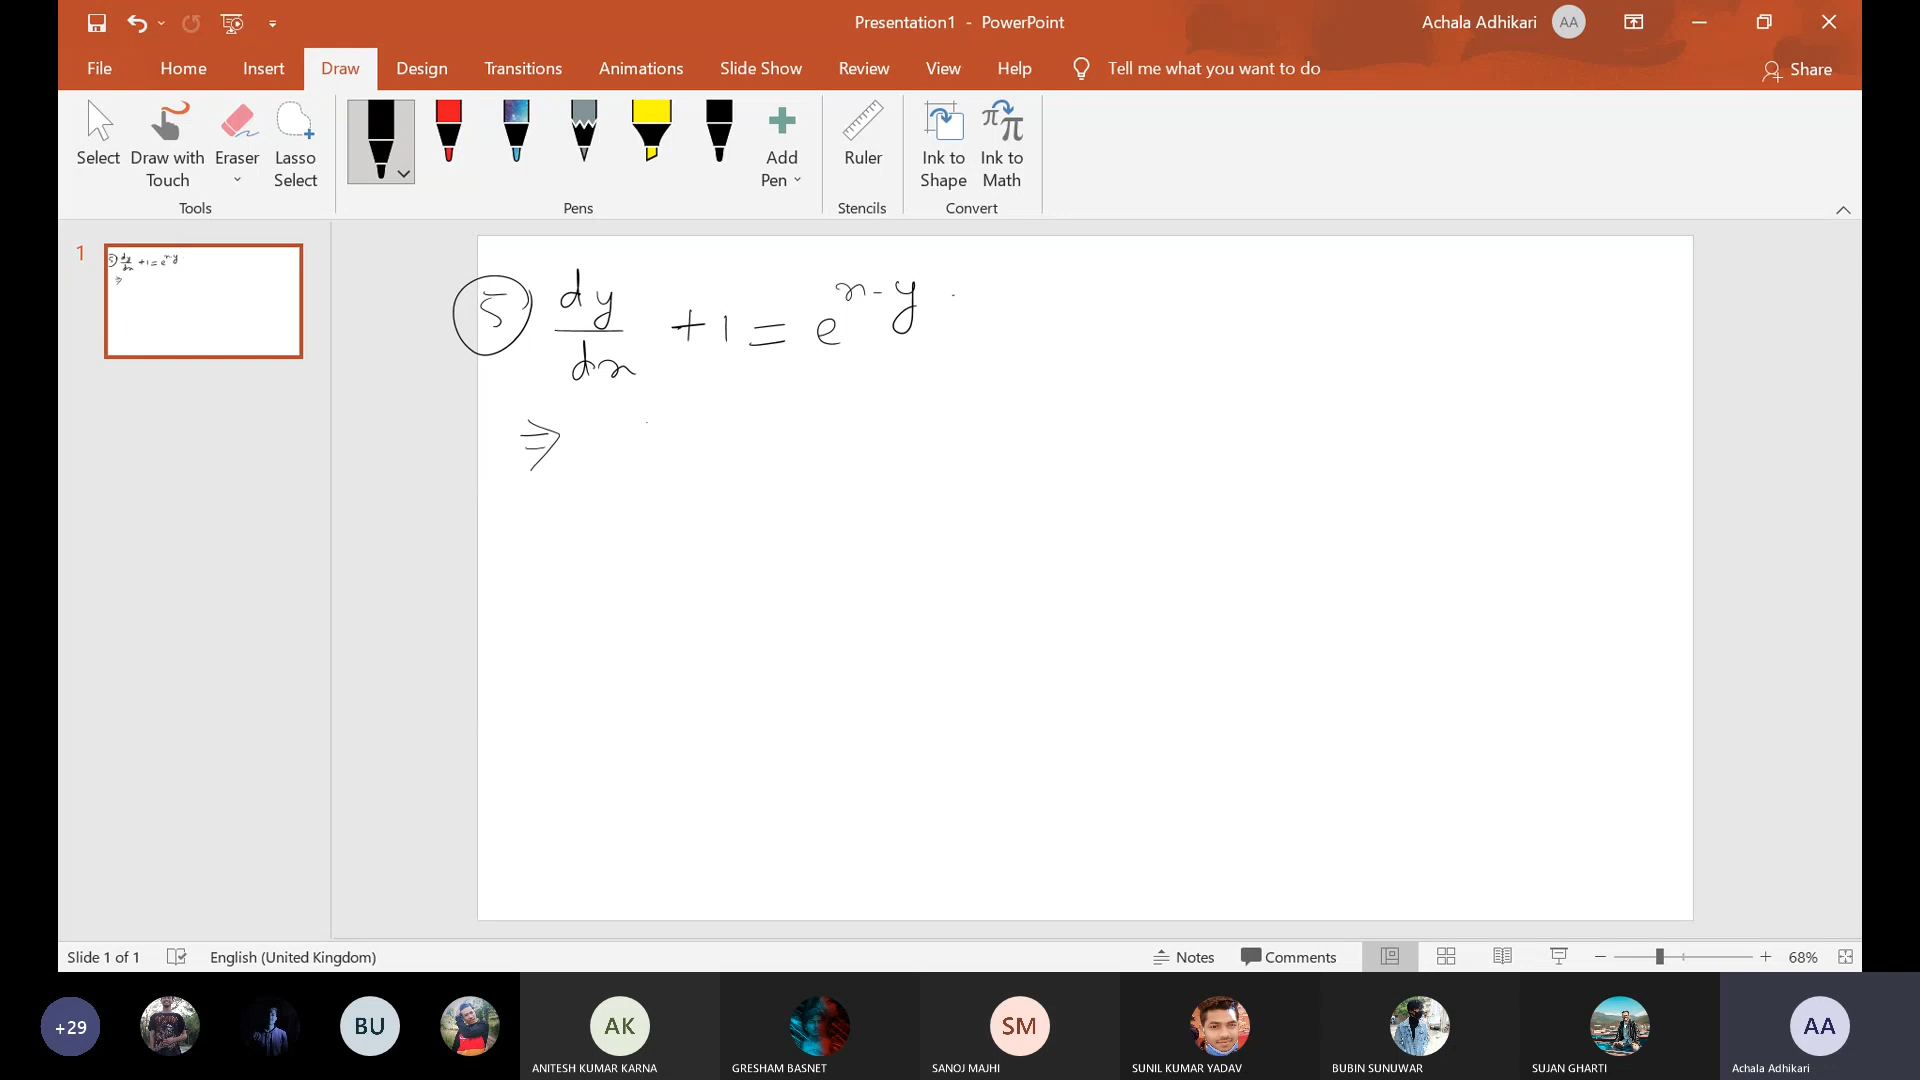 Presentation1 - PowerPoint
Achala Adhikari AA
File Home Insert Draw Design Transitions Animations Slide Show Review View Help Tell me what you want to do Share
Select Draw with Touch Eraser Lasso Select Add Pen Ruler Ink to Shape Ink to Math
Tools Pens Stencils Convert
1
⑤ dy/dx + 1 = e^(x-y)
⇒
⑤ dy/dx + 1 = e^(x-y)
⇒
Slide 1 of 1 English (United Kingdom) Notes Comments 68%
+29 BU AK SM AA
ANITESH KUMAR KARNA GRESHAM BASNET SANOJ MAJHI SUNIL KUMAR YADAV BUBIN SUNUWAR SUJAN GHARTI Achala Adhikari